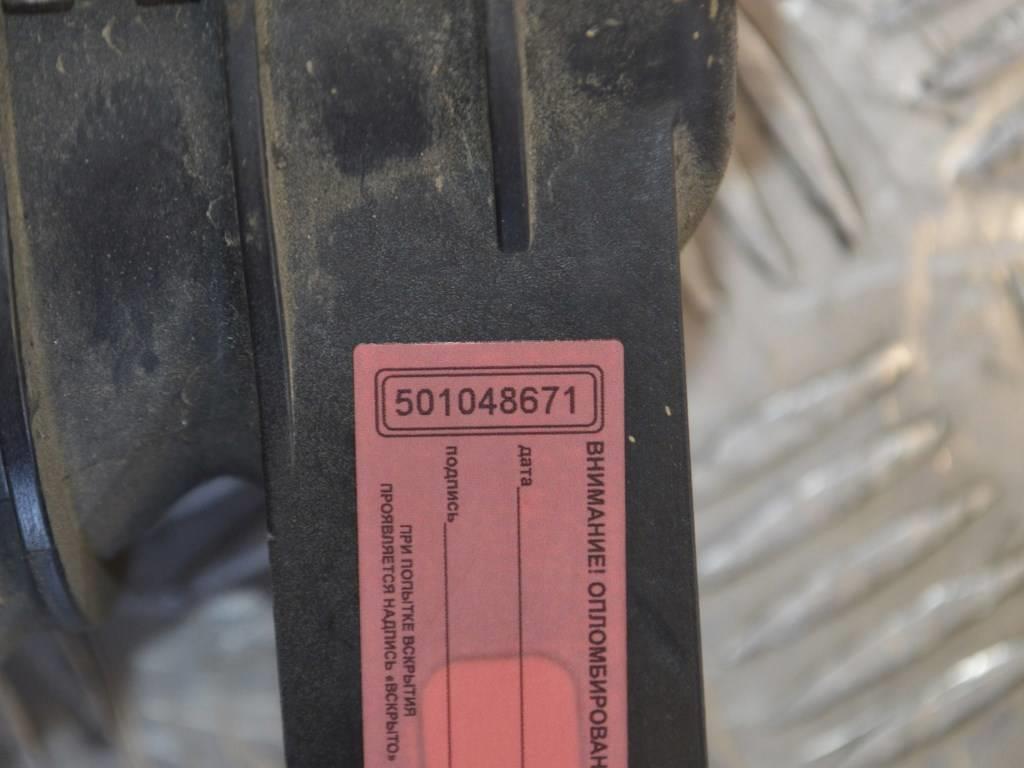 501048671
ВНИМАНИЕ! ОПЛОМБИРОВАН
дата
подпись
ПРИ ПОПЫТКЕ ВСКРЫТИЯ
ПРОЯВЛЯЕТСЯ НАДПИСЬ «ВСКРЫТО»